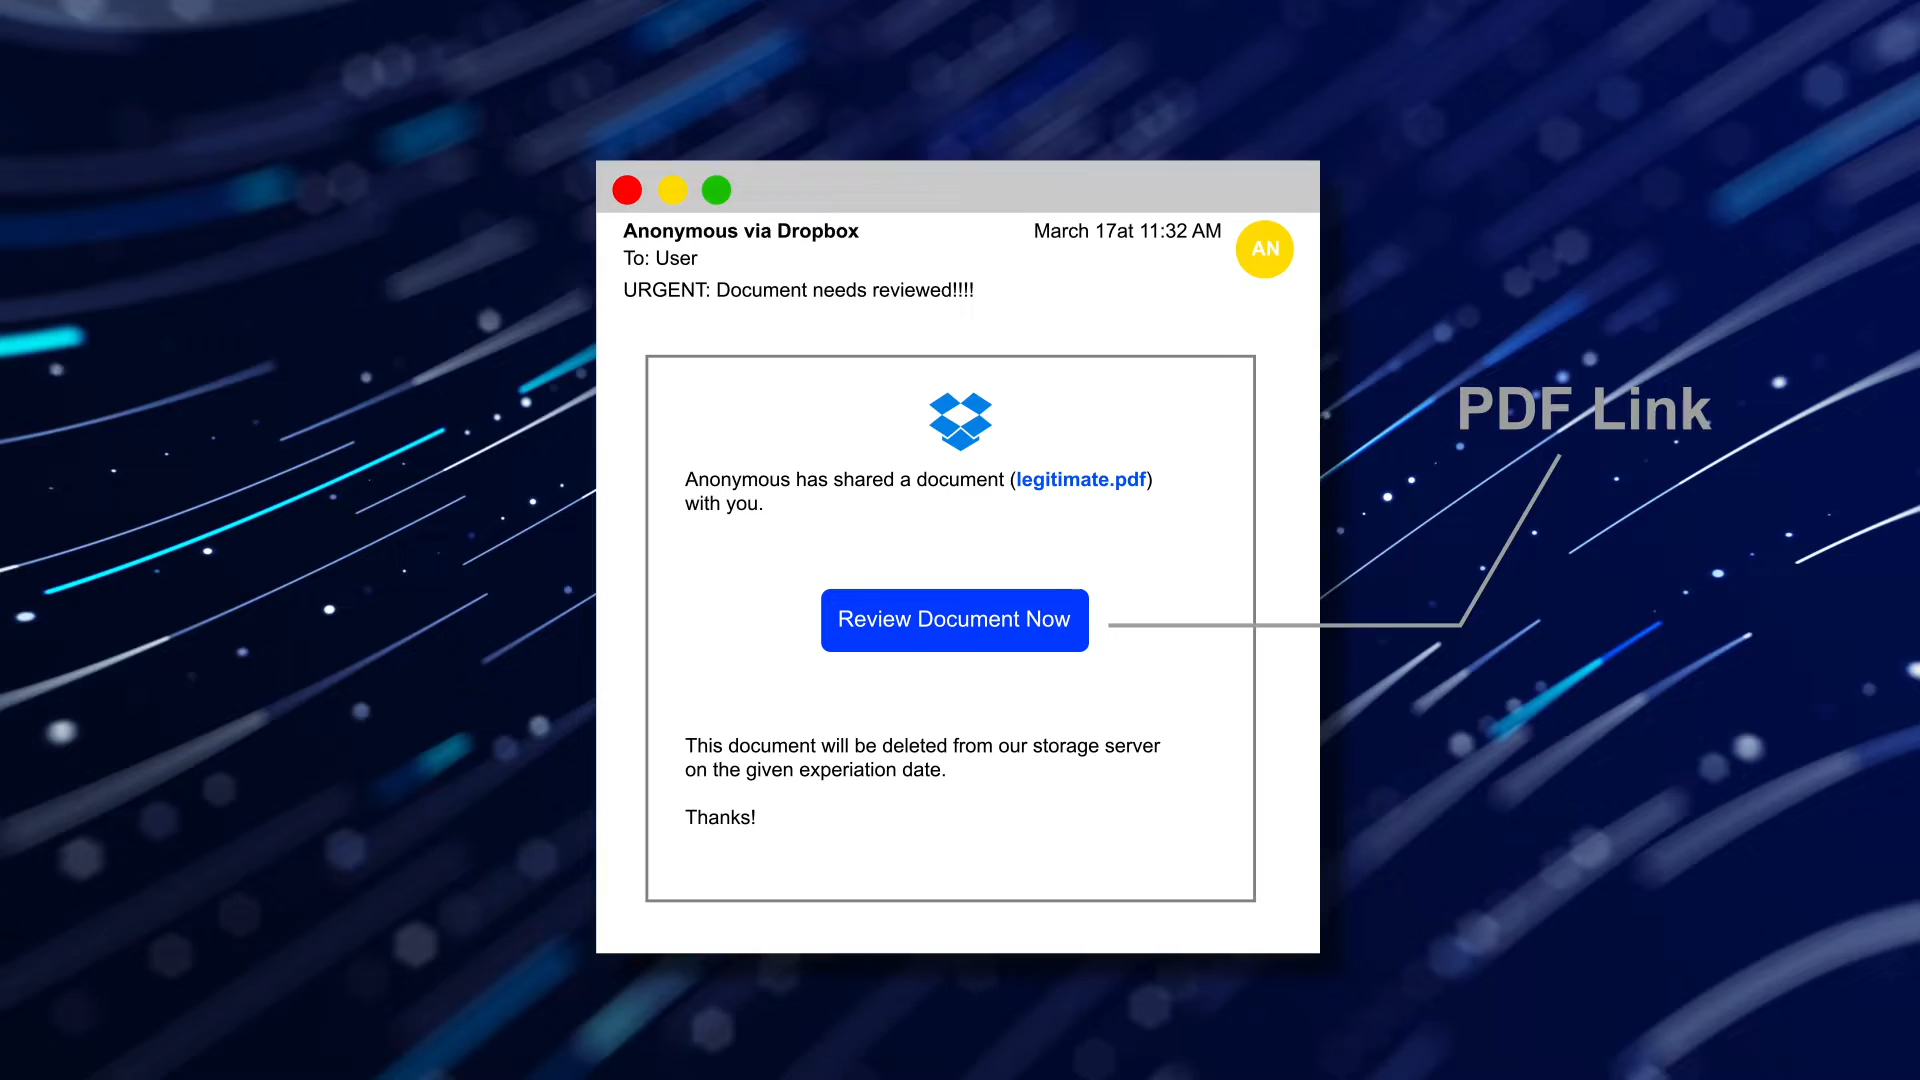 Anonymous via Dropbox
March 17at 11:32 AM
AN
To: User
URGENT: Document needs reviewed!!!!
PDF Link
Anonymous has shared a document (legitimate.pdf)
with you.
Review Document Now
This document will be deleted from our storage server
on the given experiation date.
Thanks!